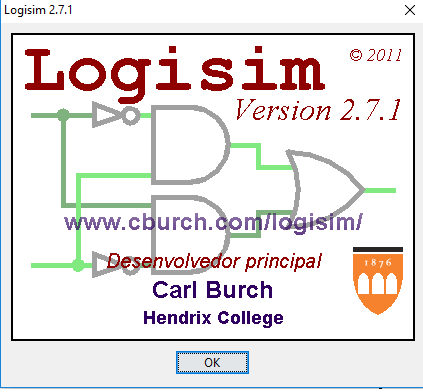 Logisim 2.7.1
Logisim
© 2011
Version 2.7.1
www.cburch.com/logisim/
Desenvolvedor principal
1876
Carl Burch
Hendrix College
OK